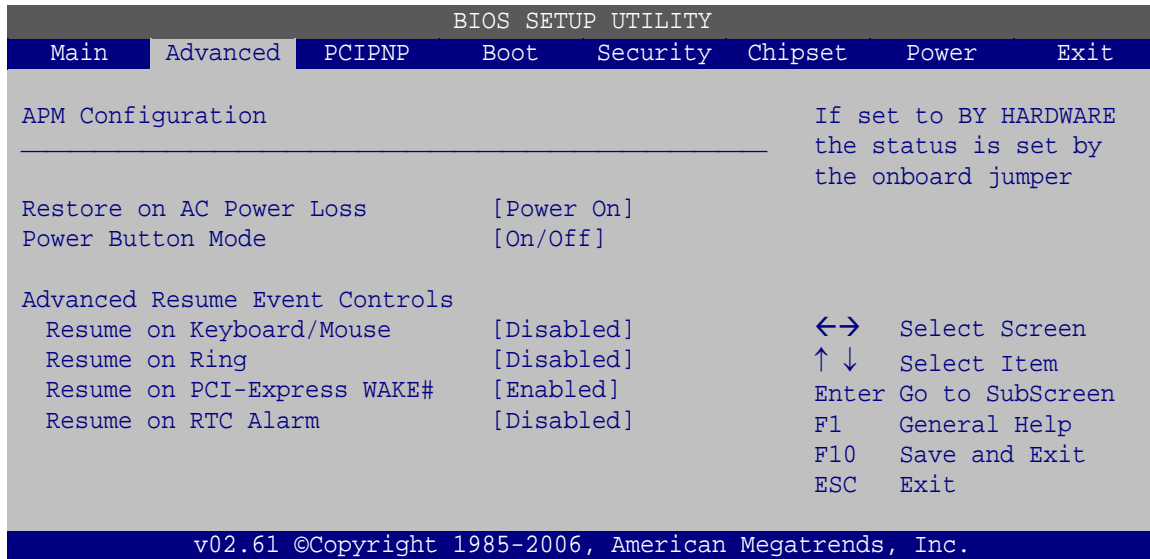 BIOS SETUP UTILITY
Main Advanced PCIPNP Boot Security Chipset Power Exit
APM Configuration
Restore on AC Power Loss [Power On]
Power Button Mode [On/Off]
Advanced Resume Event Controls
Resume on Keyboard/Mouse [Disabled]
Resume on Ring [Disabled]
Resume on PCI-Express WAKE# [Enabled]
Resume on RTC Alarm [Disabled]
If set to BY HARDWARE
the status is set by
the onboard jumper
←→ Select Screen
↑ ↓ Select Item
Enter Go to SubScreen
F1 General Help
F10 Save and Exit
ESC Exit
v02.61 ©Copyright 1985-2006, American Megatrends, Inc.